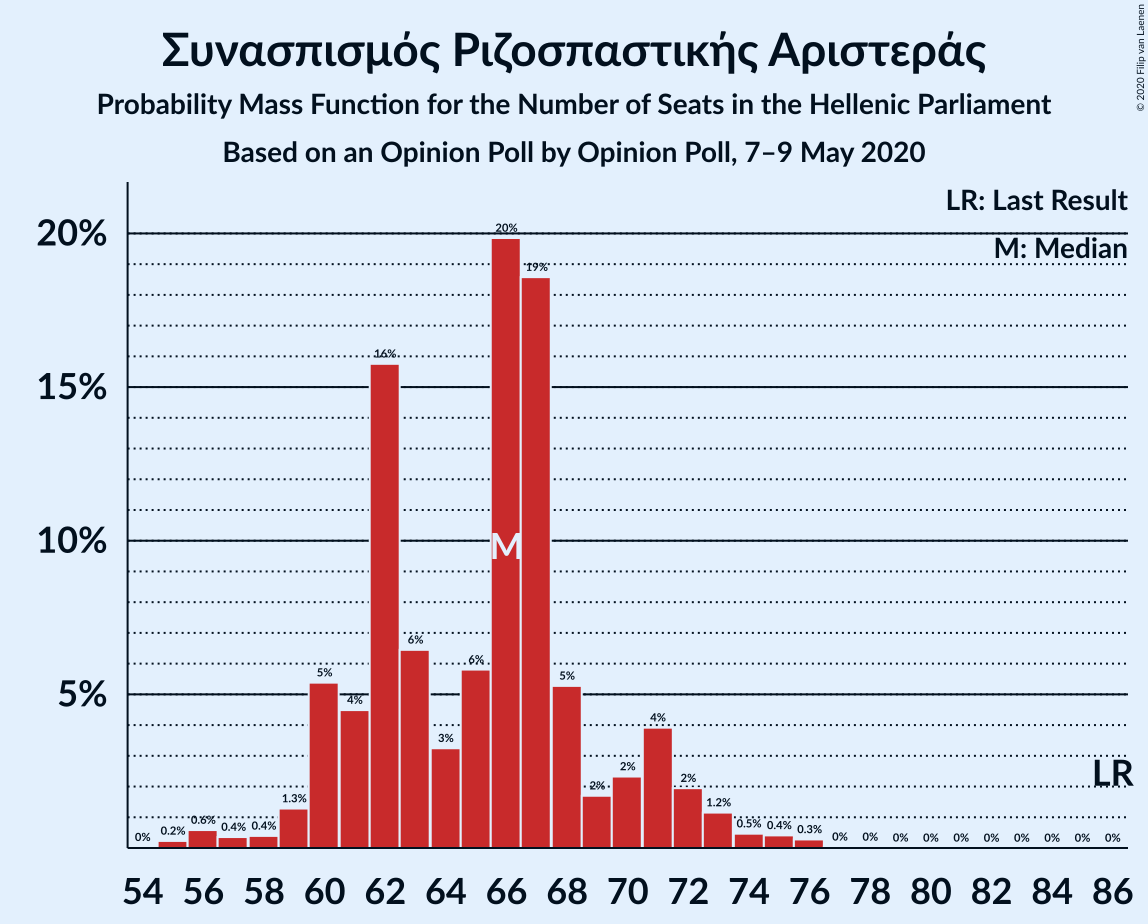 Συνασπισμός Ριζοσπαστικής Αριστεράς
Probability Mass Function for the Number of Seats in the Hellenic Parliament
Based on an Opinion Poll by Opinion Poll, 7–9 May 2020
© 2020 Filip van Laenen
LR: Last Result
M: Median
20%
15%
10%
5%
0% 0.2% 0.6% 0.4% 0.4% 1.3% 5% 4% 16% 6% 3% 6% 20% 19% 5% 2% 2% 4% 2% 1.2% 0.5% 0.4% 0.3% 0% 0% 0% 0% 0% 0% 0% 0% 0% 0%
M
LR
54 56 58 60 62 64 66 68 70 72 74 76 78 80 82 84 86